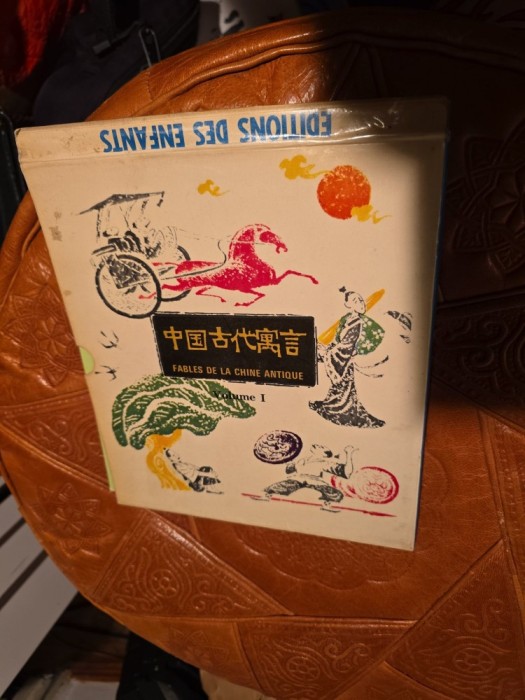 EDITIONS DES ENFANTS
中国古代寓言
FABLES DE LA CHINE ANTIQUE
Volume I